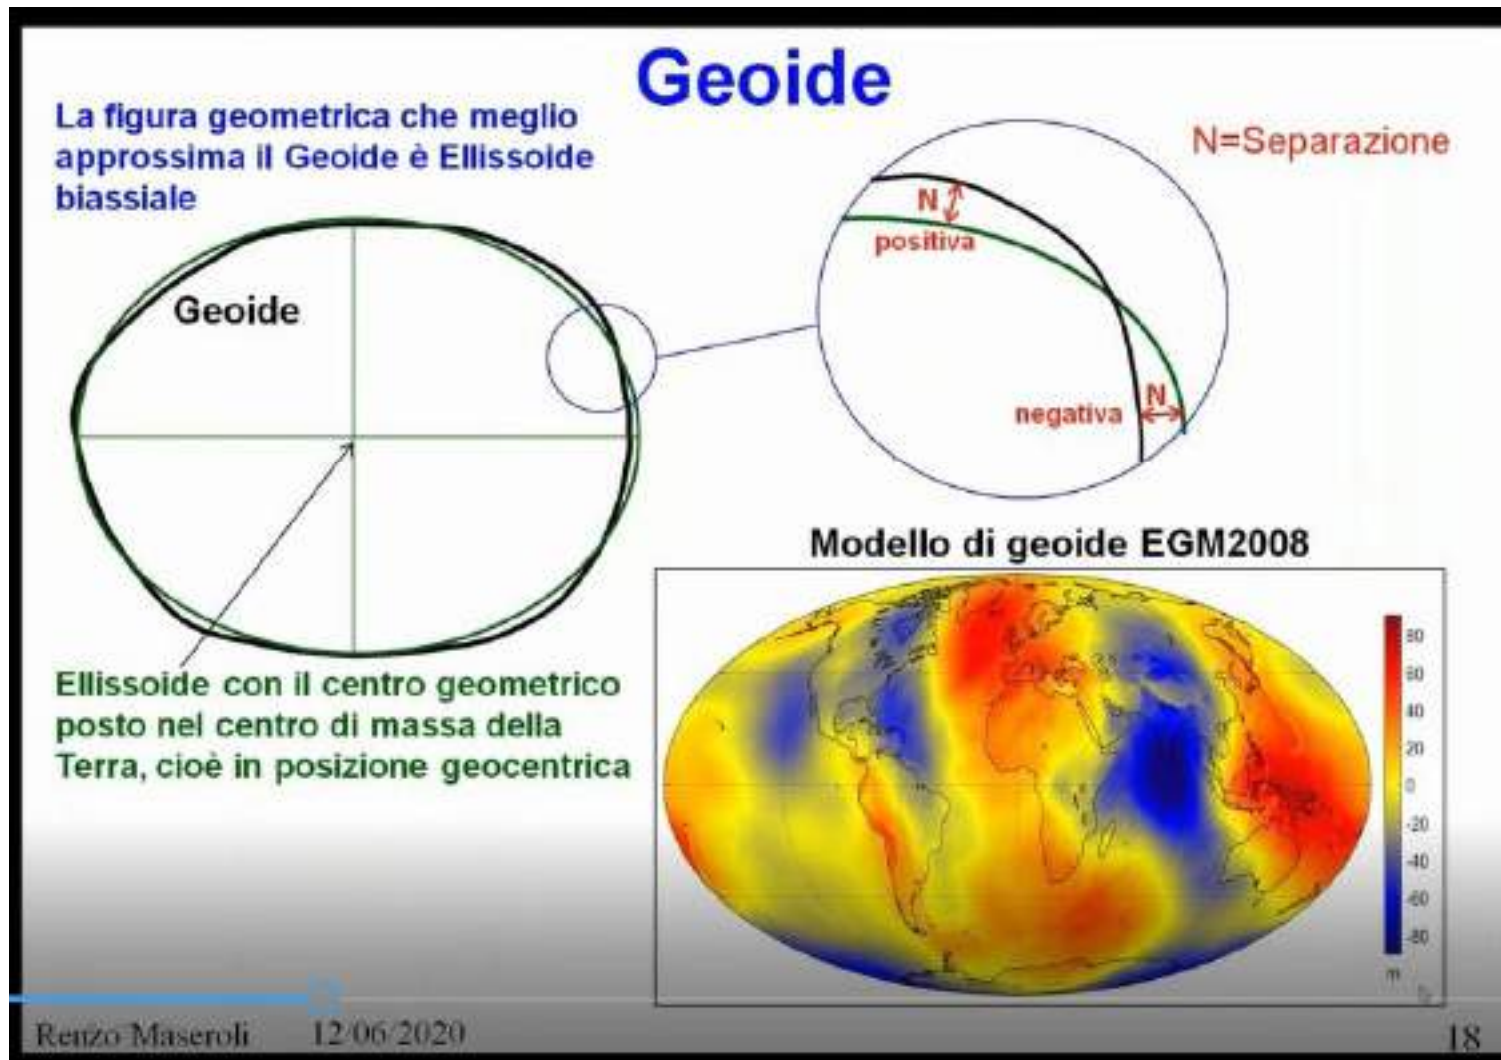 Geoide
La figura geometrica che meglio
approssima il Geoide è Ellissoide
biassiale
N=Separazione
N
positiva
Geoide
N
negativa
Modello di geoide EGM2008
80
60
40
20
0
-20
-40
-60
-80
m
Ellissoide con il centro geometrico
posto nel centro di massa della
Terra, cioè in posizione geocentrica
Renzo Maseroli
12/06/2020
18